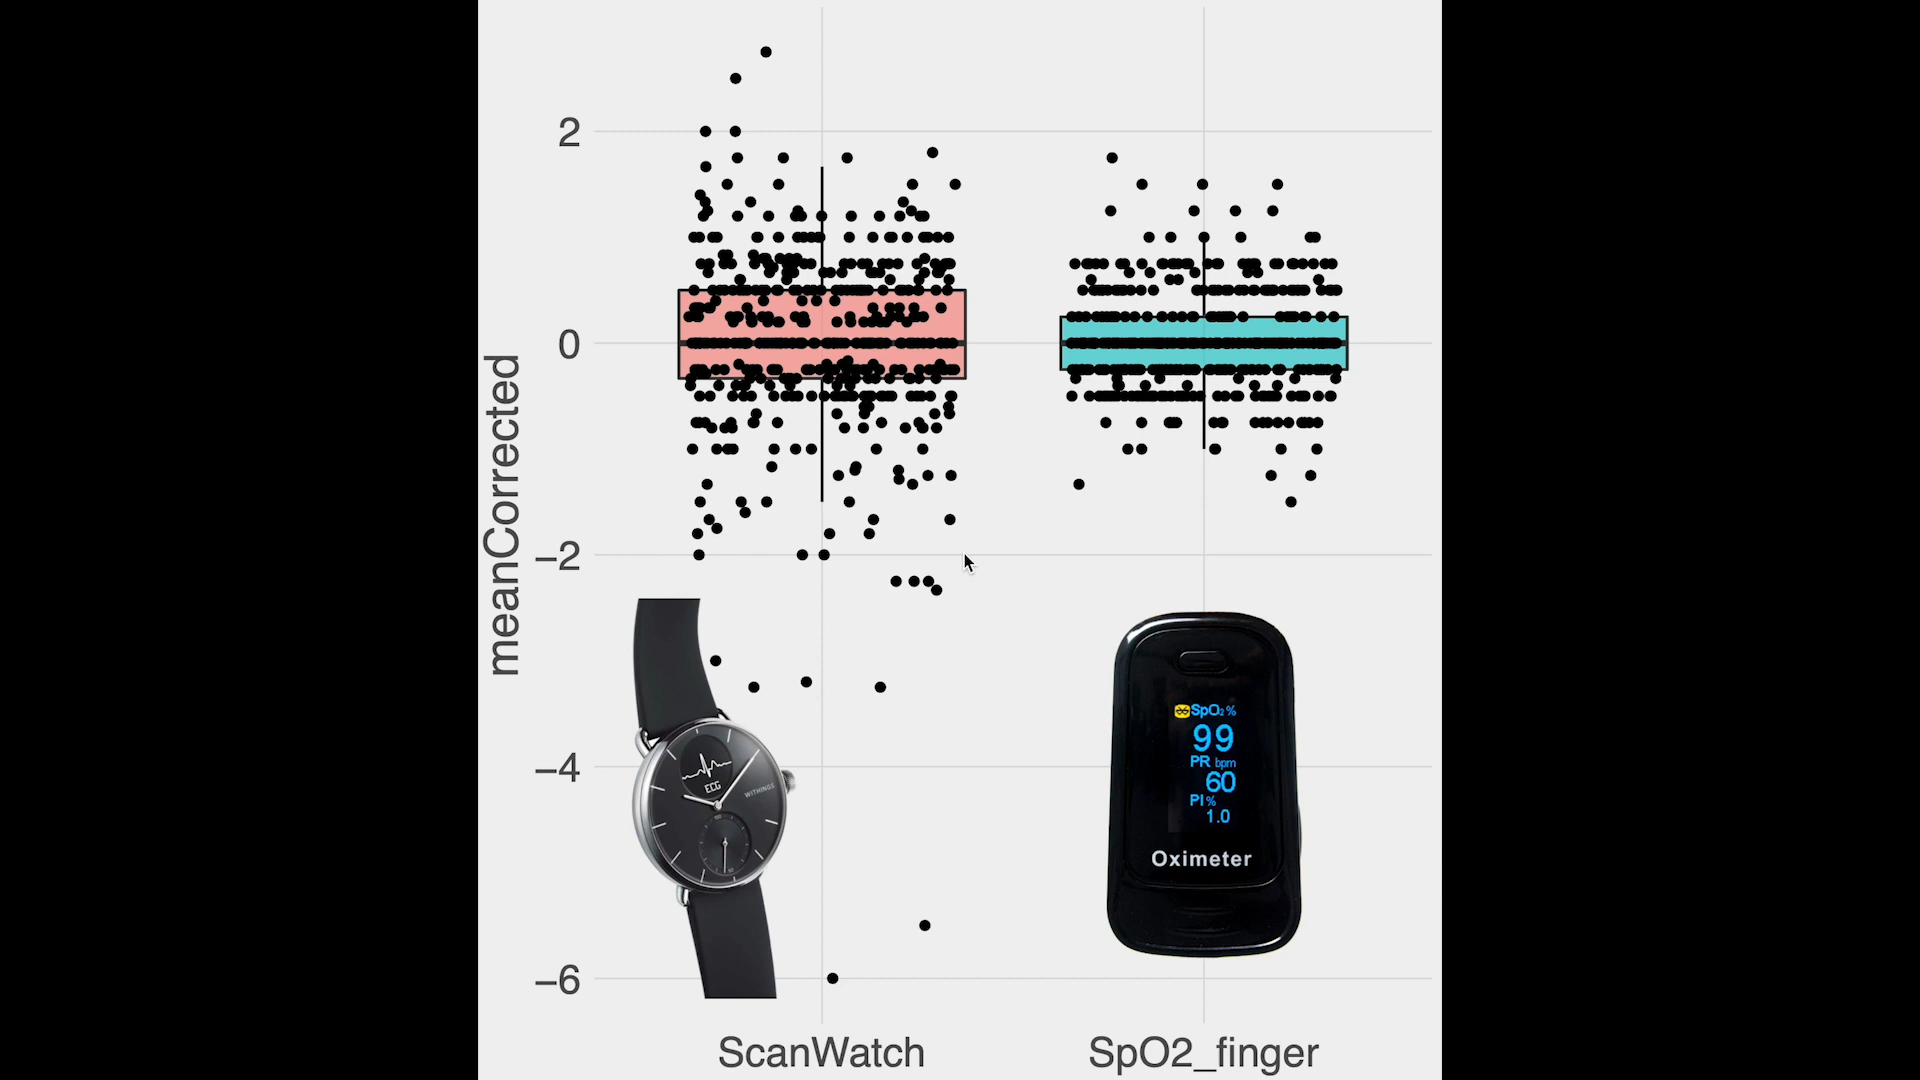 meanCorrected
2
0
−2
−4
−6
ECG
WITHINGS
SpO₂%
99
PR bpm
60
PI%
1.0
Oximeter
ScanWatch
SpO2_finger